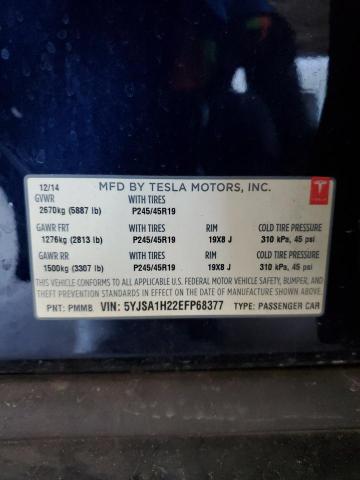 12/14 MFD BY TESLA MOTORS, INC.
GVWR WITH TIRES
2670kg (5887 lb) P245/45R19
TESLA
GAWR FRT WITH TIRES RIM COLD TIRE PRESSURE
1276kg (2813 lb) P245/45R19 19X8 J 310 kPa, 45 psi
GAWR RR WITH TIRES RIM COLD TIRE PRESSURE
1500kg (3307 lb) P245/45R19 19X8 J 310 kPa, 45 psi
THIS VEHICLE CONFORMS TO ALL APPLICABLE U.S. FEDERAL MOTOR VEHICLE SAFETY, BUMPER, AND
THEFT PREVENTION STANDARDS IN EFFECT ON THE DATE OF MANUFACTURE SHOWN ABOVE.
PNT: PMMB VIN: 5YJSA1H22EFP68377 TYPE: PASSENGER CAR